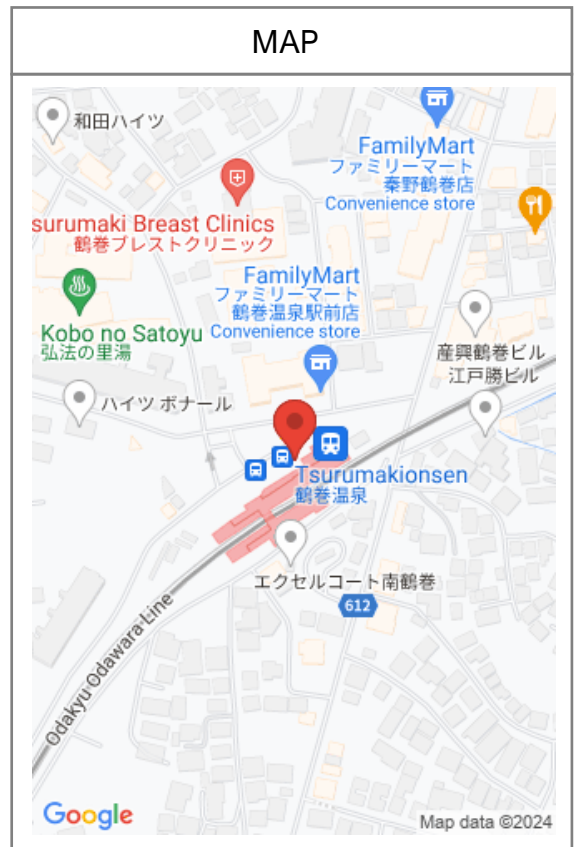 MAP
和田ハイツ
FamilyMart
ファミリーマート
秦野鶴巻店
Convenience store
surumaki Breast Clinics
鶴巻ブレストクリニック
FamilyMart
ファミリーマート
鶴巻温泉駅前店
Convenience store
Kobo no Satoyu
弘法の里湯
産興鶴巻ビル
江戸勝ビル
ハイツ ボナール
Tsurumakionsen
鶴巻温泉
エクセルコート南鶴巻
612
Odakyu Odawara Line
Google
Map data ©2024